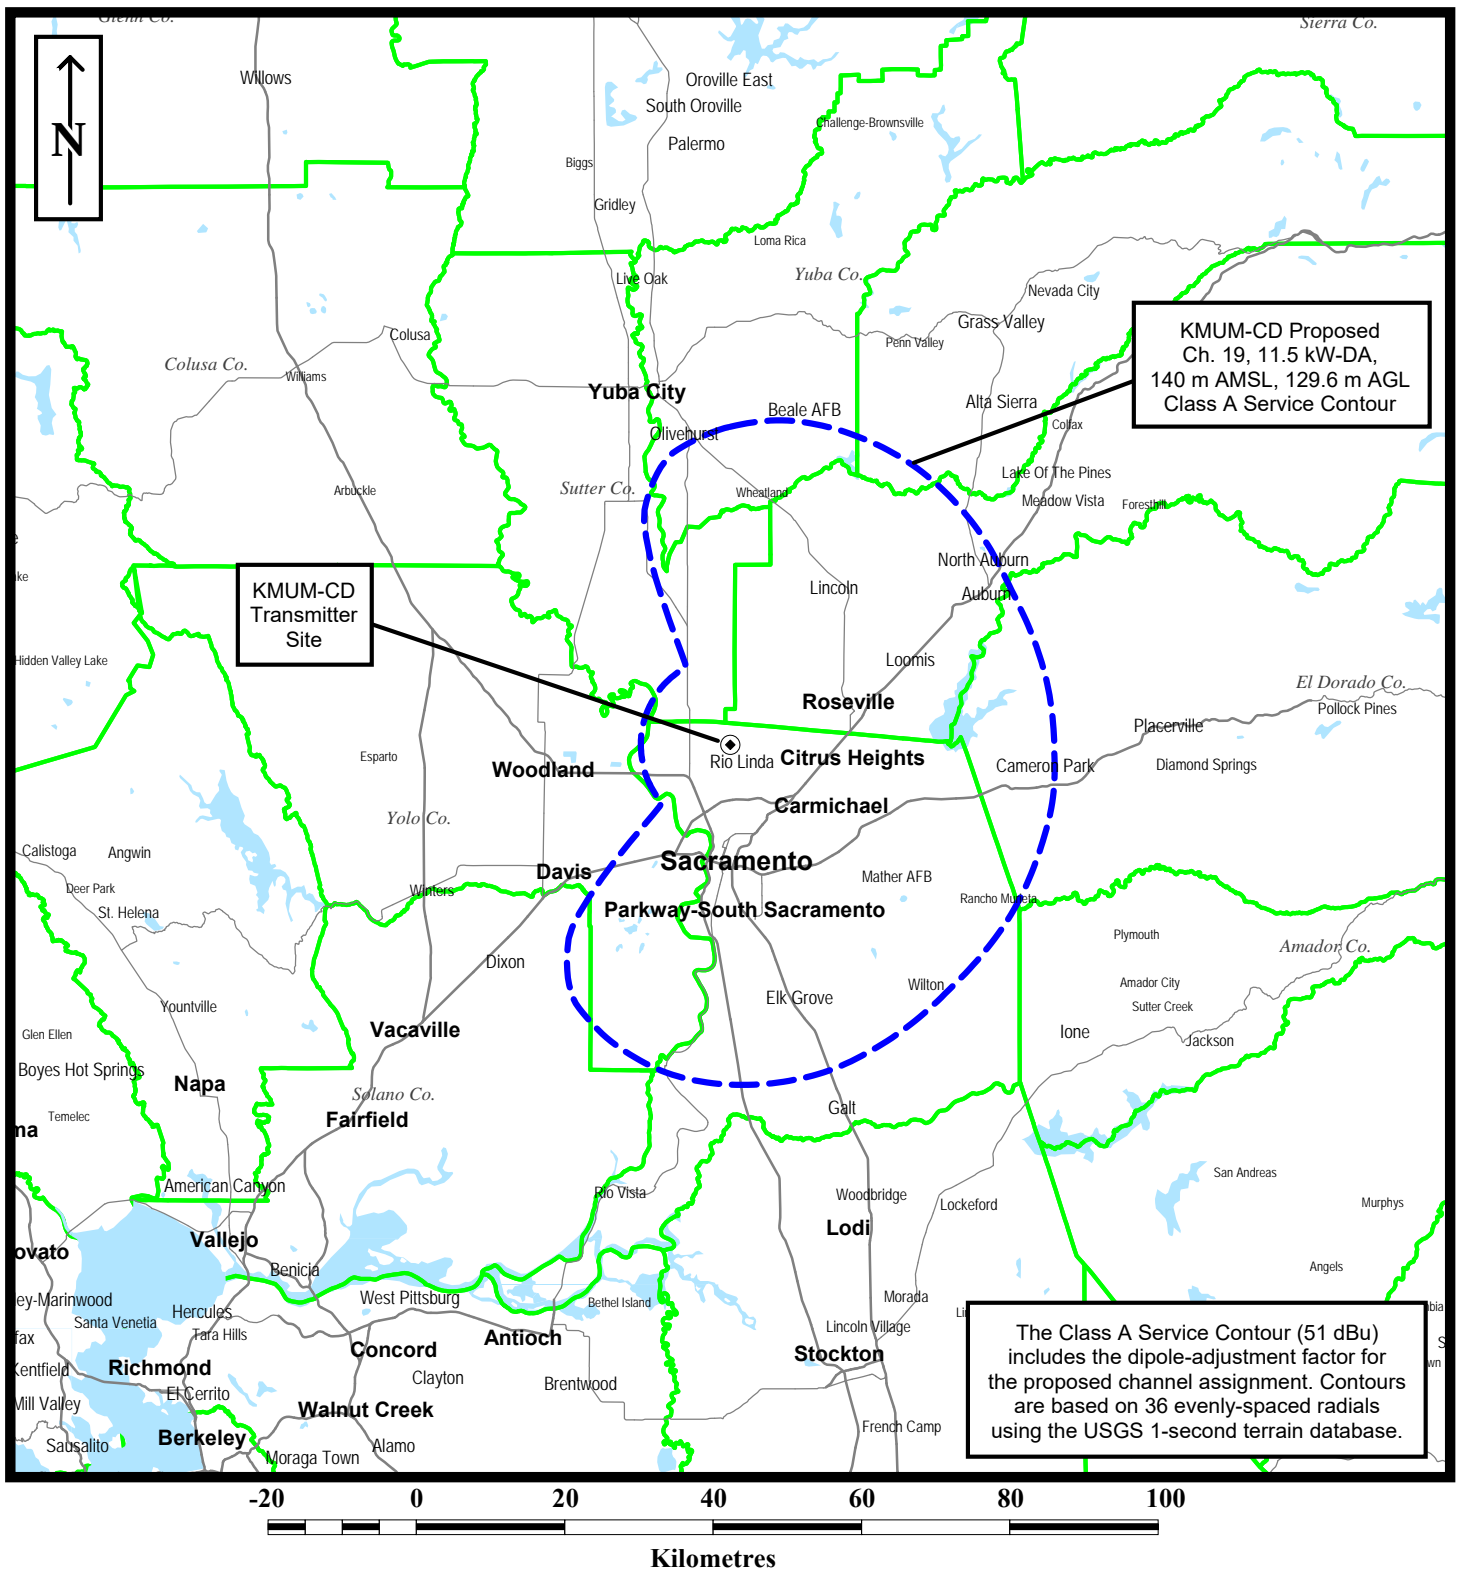 Glenn Co.
Sierra Co.
N
Willows
Oroville East
South Oroville
Palermo
Challenge-Brownsville
Biggs
Gridley
Loma Rica
Yuba Co.
Live Oak
Nevada City
Grass Valley
Penn Valley
Colusa
Colusa Co.
Williams
KMUM-CD Proposed
Ch. 19, 11.5 kW-DA,
140 m AMSL, 129.6 m AGL
Class A Service Contour
Yuba City
Beale AFB
Alta Sierra
Colfax
Olivehurst
Lake Of The Pines
Arbuckle
Sutter Co.
Wheatland
Meadow Vista
Foresthill
North Auburn
Lincoln
Auburn
KMUM-CD
Transmitter
Site
Hidden Valley Lake
Loomis
El Dorado Co.
Roseville
Pollock Pines
Placerville
Esparto
Woodland
Rio Linda
Citrus Heights
Cameron Park
Diamond Springs
Carmichael
Yolo Co.
Calistoga
Angwin
Sacramento
Davis
Mather AFB
Deer Park
Winters
Rancho Murieta
St. Helena
Parkway-South Sacramento
Plymouth
Amador Co.
Dixon
Wilton
Amador City
Yountville
Elk Grove
Sutter Creek
Glen Ellen
Vacaville
Ione
Jackson
Boyes Hot Springs
Napa
Solano Co.
Temelec
Fairfield
Galt
ma
San Andreas
American Canyon
Rio Vista
Woodbridge
Lockeford
Murphys
Vallejo
Lodi
ovato
Benicia
Angels
ey-Marinwood
West Pittsburg
Bethel Island
Morada
Hercules
Santa Venetia
Tara Hills
Lincoln Village
fax
Concord
Antioch
Stockton
Kentfield
Richmond
Clayton
Brentwood
El Cerrito
Mill Valley
Walnut Creek
French Camp
Sausalito
Berkeley
Alamo
Moraga Town
The Class A Service Contour (51 dBu)
includes the dipole-adjustment factor for
the proposed channel assignment. Contours
are based on 36 evenly-spaced radials
using the USGS 1-second terrain database.
-20 0 20 40 60 80 100
Kilometres